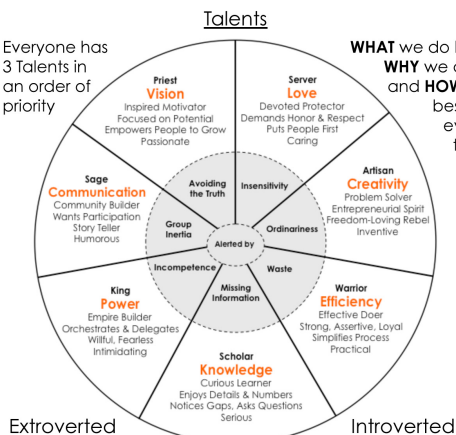 Talents
Everyone has
3 Talents in
an order of
priority
WHAT we do
WHY we
and HOW
Priest
Vision
Inspired Motivator
Focused on Potential
Empowers People to Grow
Passionate
Server
Love
Devoted Protector
Demands Honor & Respect
Puts People First
Caring
Sage
Communication
Community Builder
Wants Participation
Story Teller
Humorous
Artisan
Creativity
Problem Solver
Entrepreneurial Spirit
Freedom-Loving Rebel
Inventive
Avoiding
the Truth
Insensitivity
Group
Inertia
Ordinariness
Alerted by
Incompetence
Waste
Missing
Information
King
Power
Empire Builder
Orchestrates & Delegates
Willful, Fearless
Intimidating
Warrior
Efficiency
Effective Doer
Strong, Assertive, Loyal
Simplifies Process
Practical
Scholar
Knowledge
Curious Learner
Enjoys Details & Numbers
Notices Gaps, Asks Questions
Serious
Extroverted
Introverted